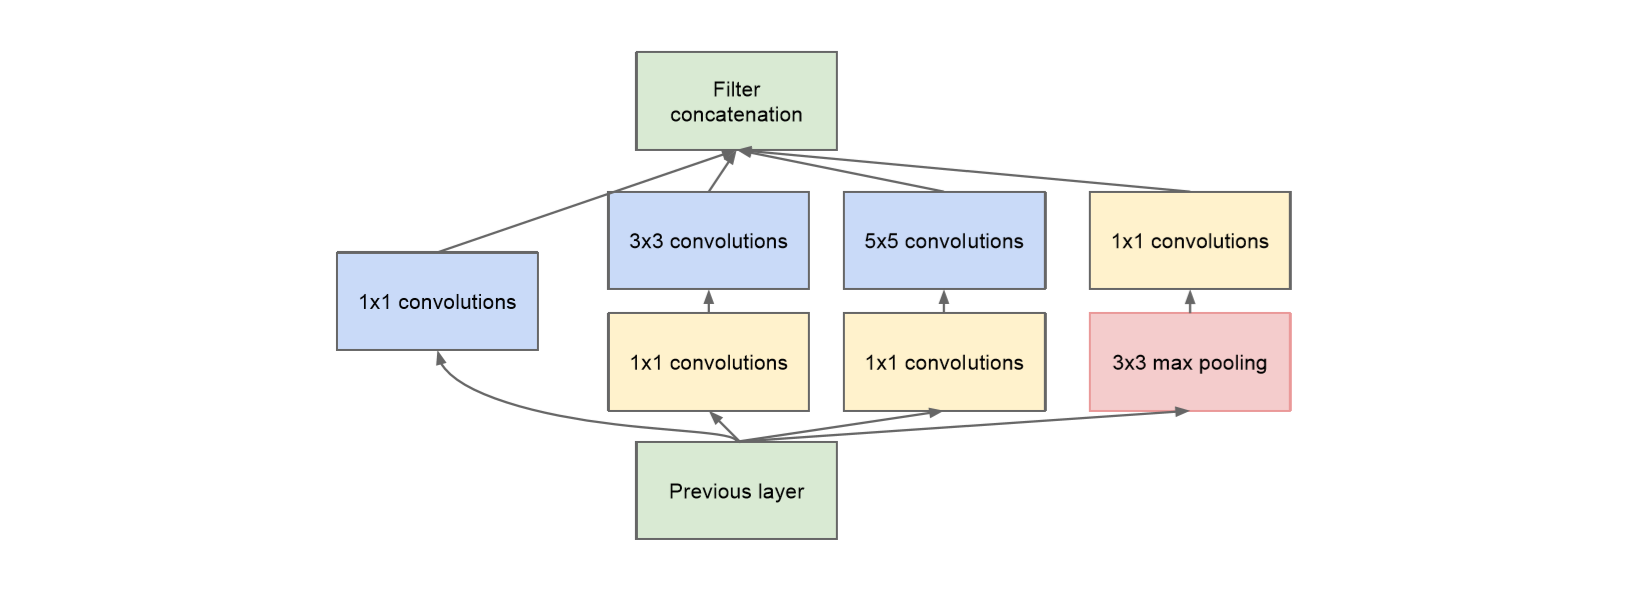 Filter
concatenation
3x3 convolutions
5x5 convolutions
1x1 convolutions
1x1 convolutions
1x1 convolutions
1x1 convolutions
3x3 max pooling
Previous layer